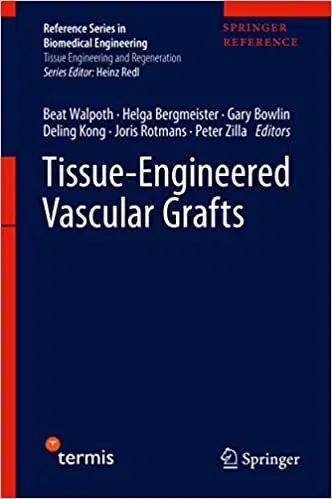 Reference Series in
Biomedical Engineering
Tissue Engineering and Regeneration
Series Editor: Heinz Redl
SPRINGER
REFERENCE
Beat Walpoth · Helga Bergmeister · Gary Bowlin
Deling Kong · Joris Rotmans · Peter Zilla Editors
Tissue-Engineered
Vascular Grafts
termis
Springer